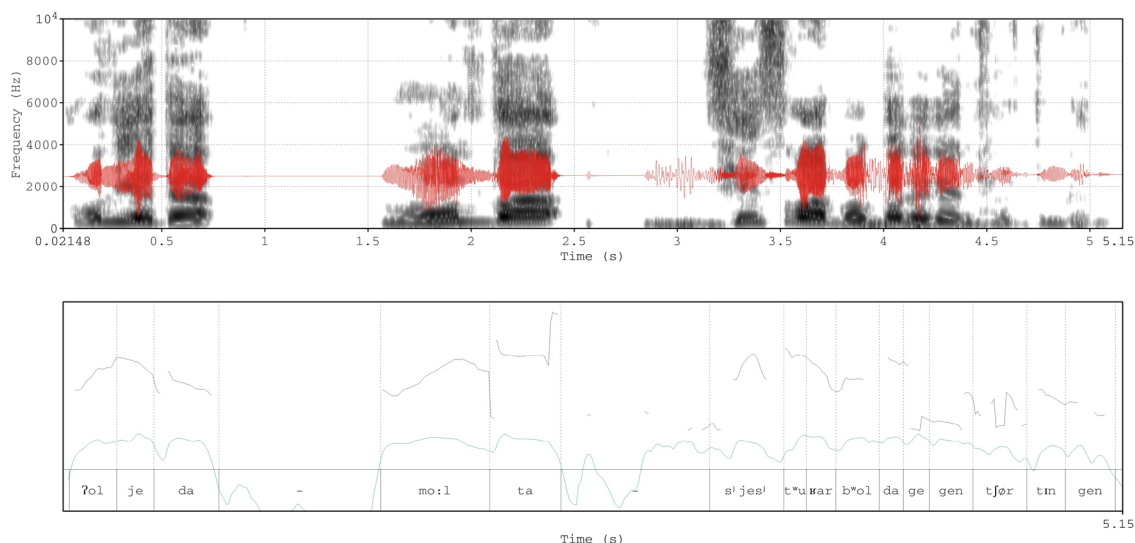 10⁴
8000
6000
4000
2000
0
Frequency (Hz)
0.02148 0.5 1 1.5 2 2.5 3 3.5 4 4.5 5 5.15
Time (s)
ʔol je da - mo:l ta - sʲjesʲ tʷu ʁar bʷol da ge gen tʃør tɪn gen
5.15
Time (s)